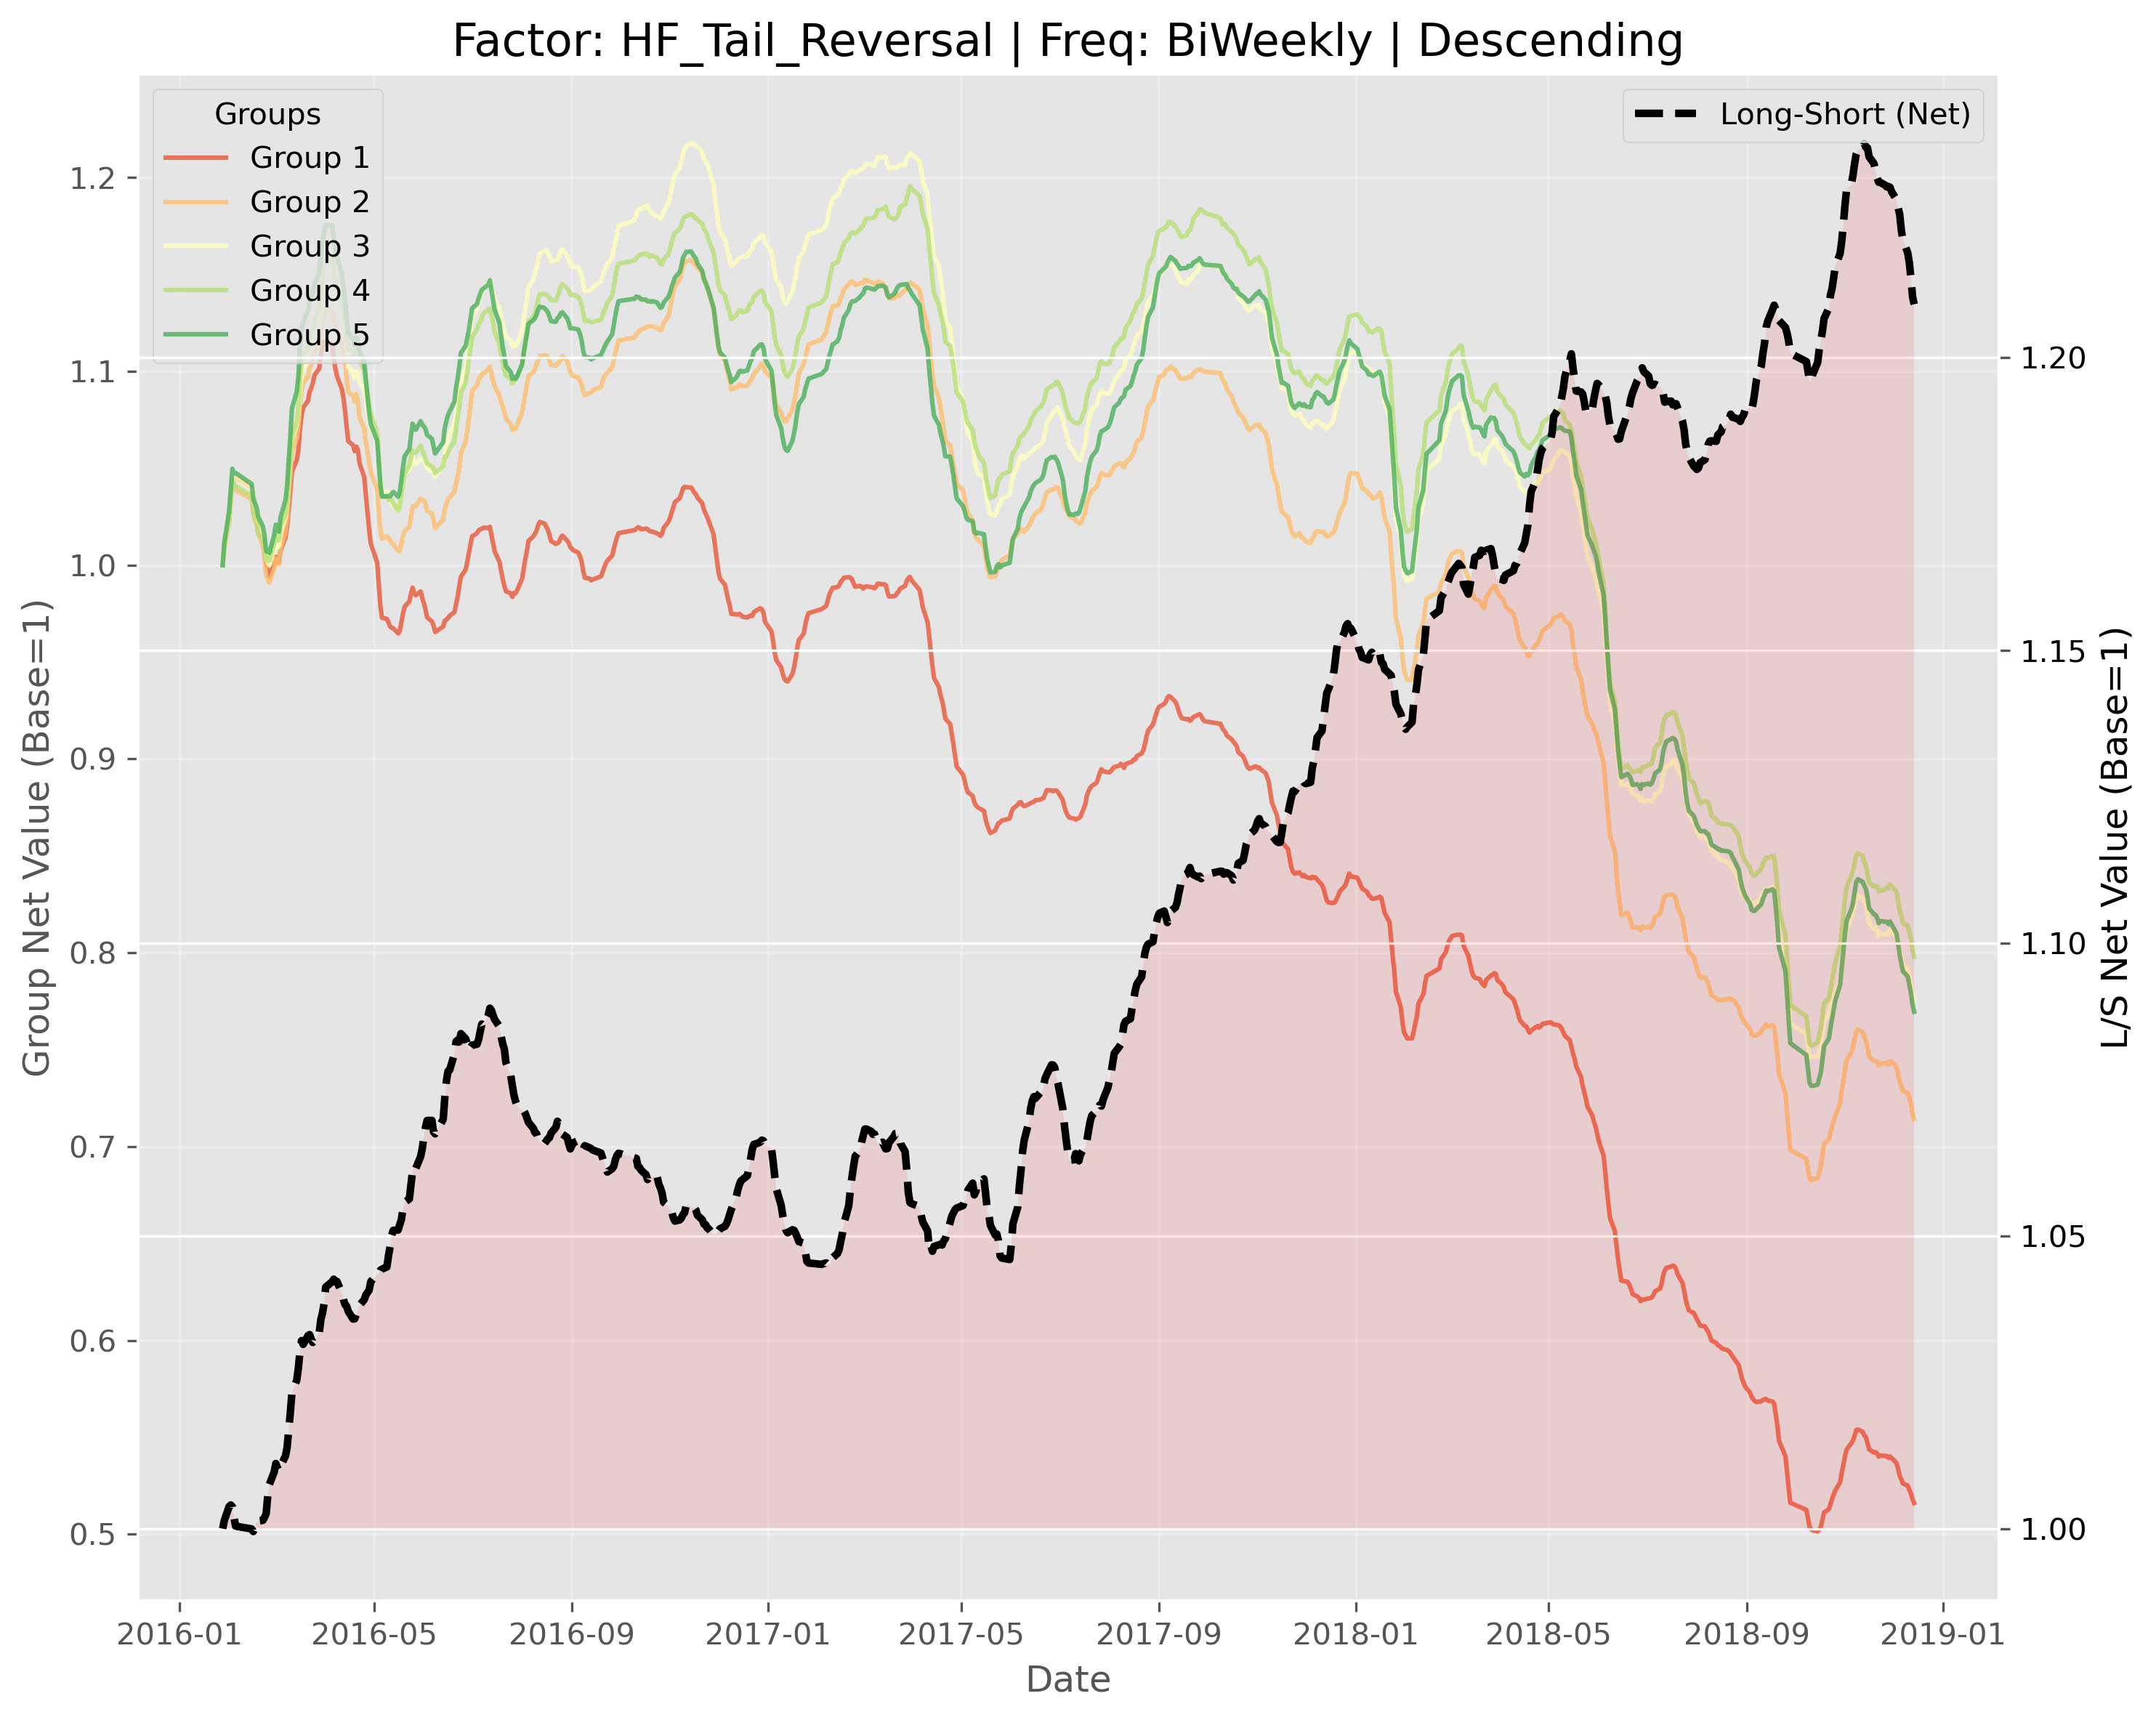 Factor: HF_Tail_Reversal | Freq: BiWeekly | Descending
Groups
Group 1
Group 2
Group 3
Group 4
Group 5
Long-Short (Net)
Group Net Value (Base=1)
1.2
1.1
1.0
0.9
0.8
0.7
0.6
0.5
L/S Net Value (Base=1)
1.20
1.15
1.10
1.05
1.00
2016-01
2016-05
2016-09
2017-01
2017-05
2017-09
2018-01
2018-05
2018-09
2019-01
Date